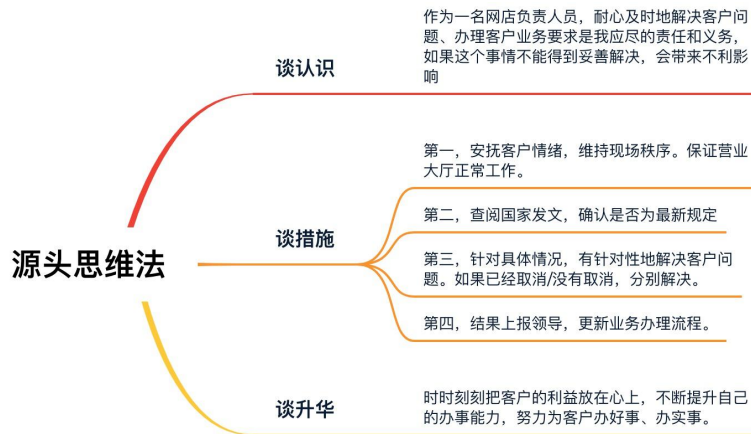 作为一名网店负责人员，耐心及时地解决客户问
题、办理客户业务要求是我应尽的责任和义务，
如果这个事情不能得到妥善解决，会带来不利影
响
谈认识
第一，安抚客户情绪，维持现场秩序。保证营业
大厅正常工作。
第二，查阅国家发文，确认是否为最新规定
谈措施
源头思维法
第三，针对具体情况，有针对性地解决客户问
题。如果已经取消/没有取消，分别解决。
第四，结果上报领导，更新业务办理流程。
谈升华
时时刻刻把客户的利益放在心上，不断提升自己
的办事能力，努力为客户办好事、办实事。